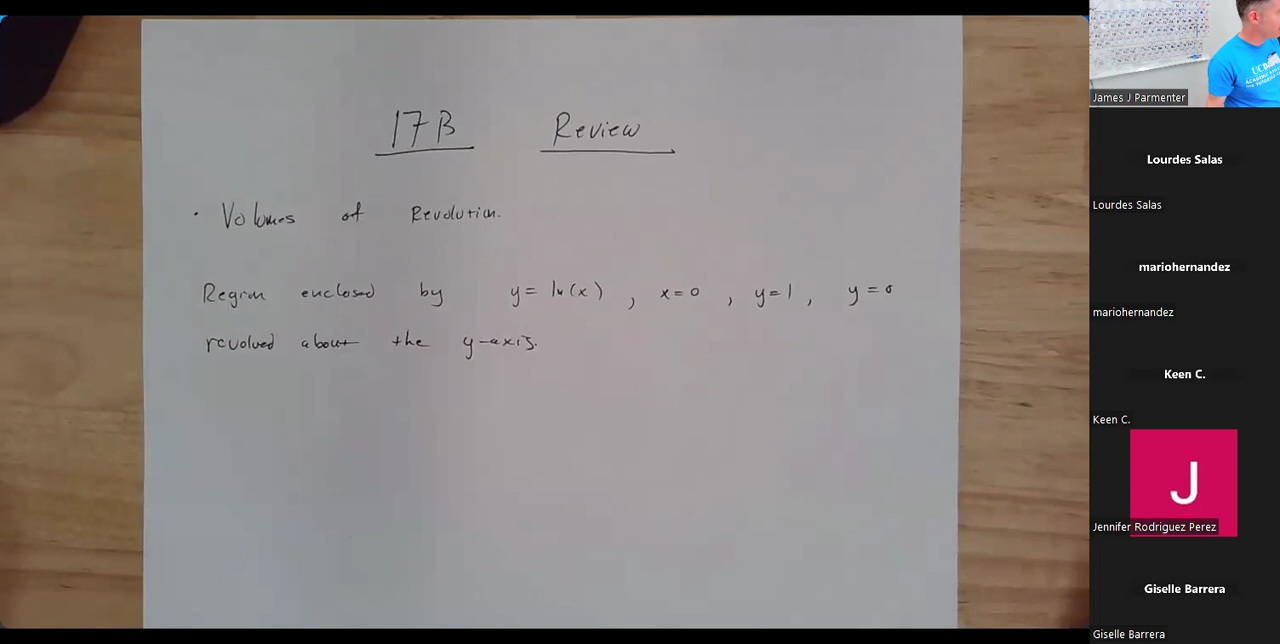 17B Review
· Volumes of Revolution.
Region enclosed by y = ln(x) , x=0 , y=1 , y=0
revolved about the y-axis.
James J Parmenter
Lourdes Salas
Lourdes Salas
mariohernandez
mariohernandez
Keen C.
Keen C.
J
Jennifer Rodriguez Perez
Giselle Barrera
Giselle Barrera